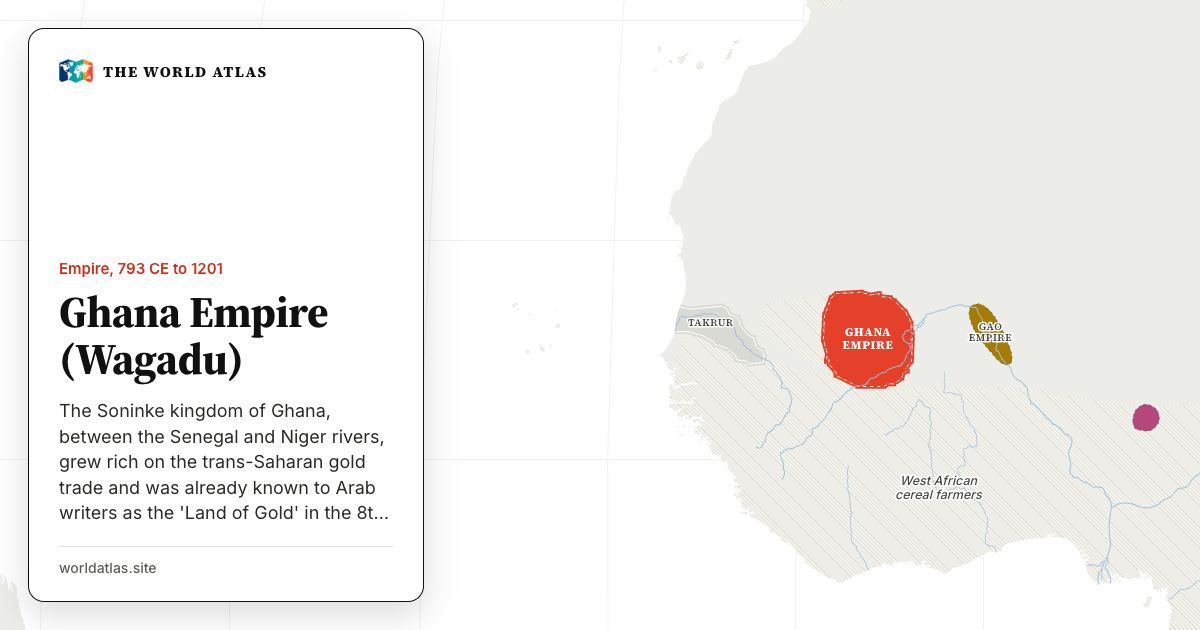 THE WORLD ATLAS
Empire, 793 CE to 1201
Ghana Empire
(Wagadu)
The Soninke kingdom of Ghana,
between the Senegal and Niger rivers,
grew rich on the trans-Saharan gold
trade and was already known to Arab
writers as the 'Land of Gold' in the 8t...
worldatlas.site
TAKRUR
GHANA
EMPIRE
GAO
EMPIRE
West African
cereal farmers